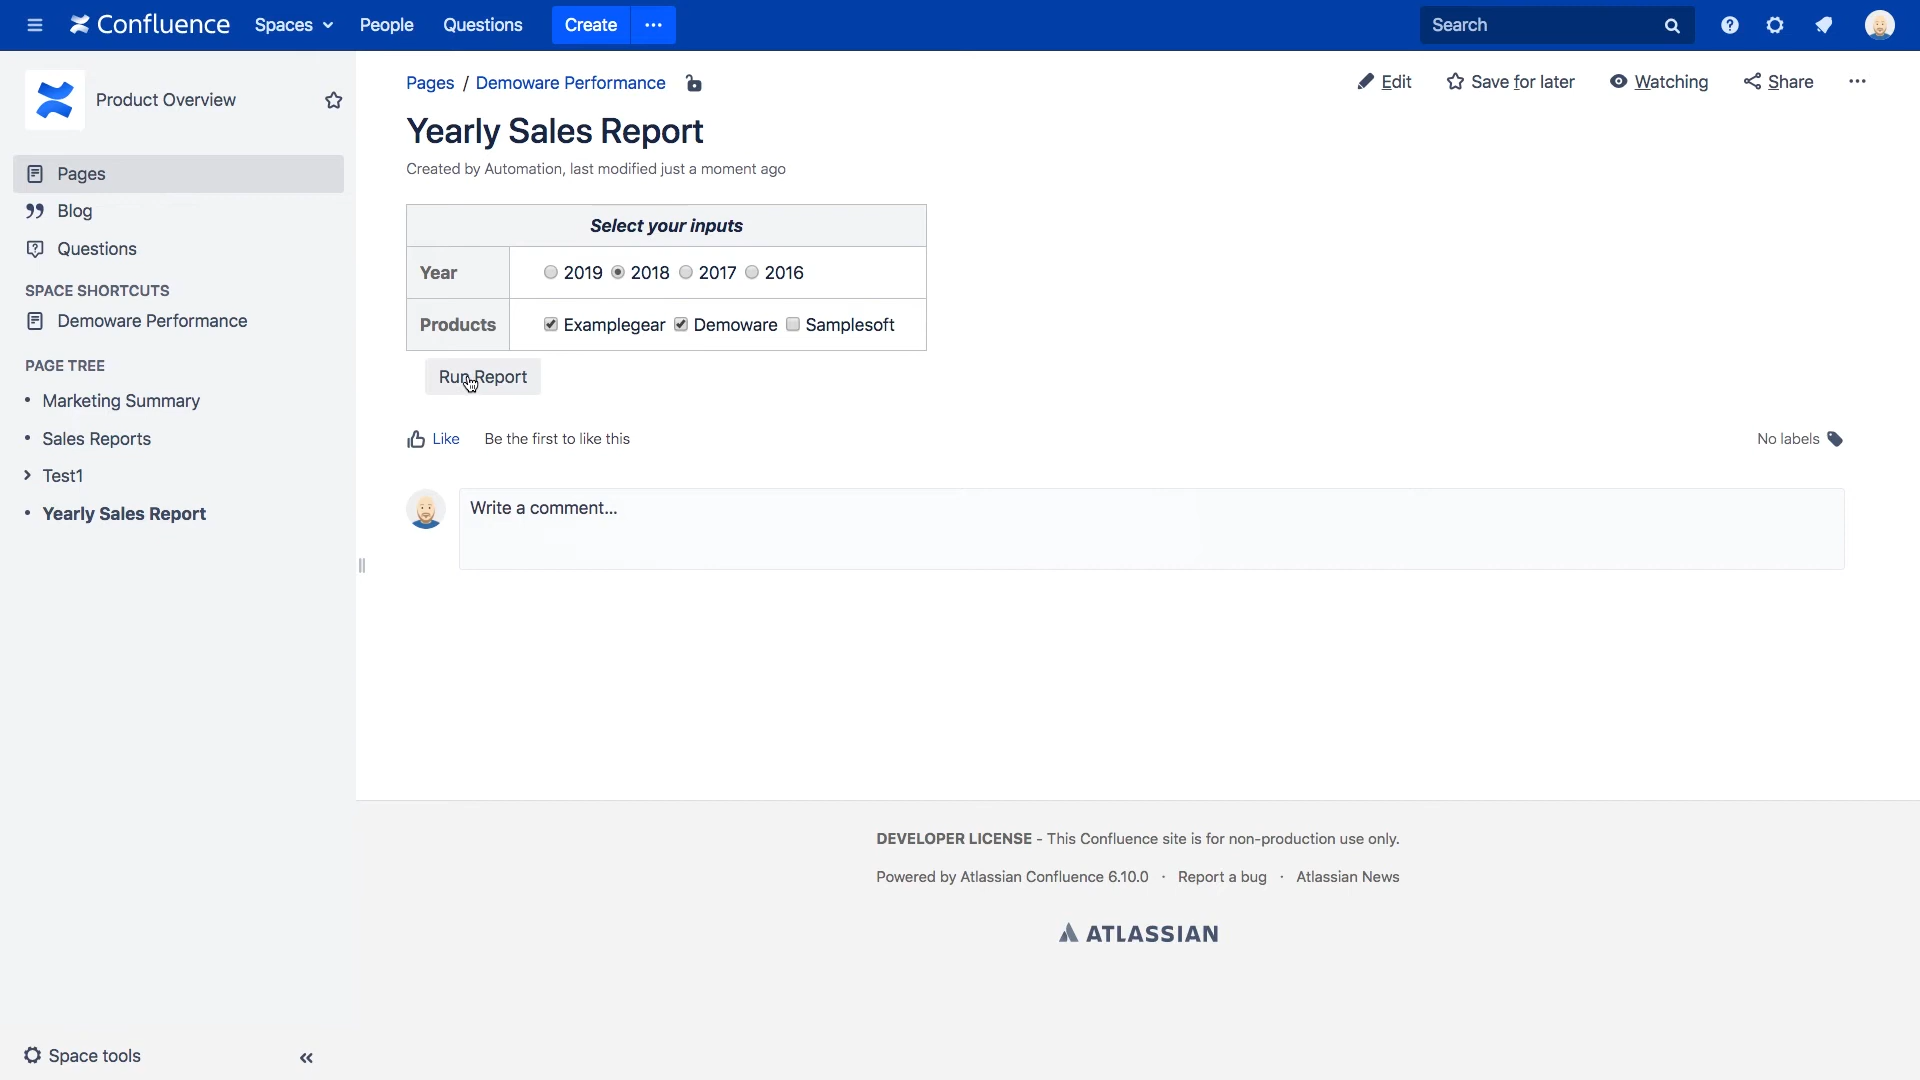 Confluence Spaces People Questions Create Search
Product Overview
Pages
Blog
Questions
SPACE SHORTCUTS
Demoware Performance
PAGE TREE
Marketing Summary
Sales Reports
Test1
Yearly Sales Report
Space tools
Pages / Demoware Performance
Edit Save for later Watching Share
Yearly Sales Report
Created by Automation, last modified just a moment ago
Select your inputs
Year 2019 2018 2017 2016
Products Examplegear Demoware Samplesoft
Run Report
Like Be the first to like this
No labels
Write a comment...
DEVELOPER LICENSE - This Confluence site is for non-production use only.
Powered by Atlassian Confluence 6.10.0 · Report a bug · Atlassian News
ATLASSIAN